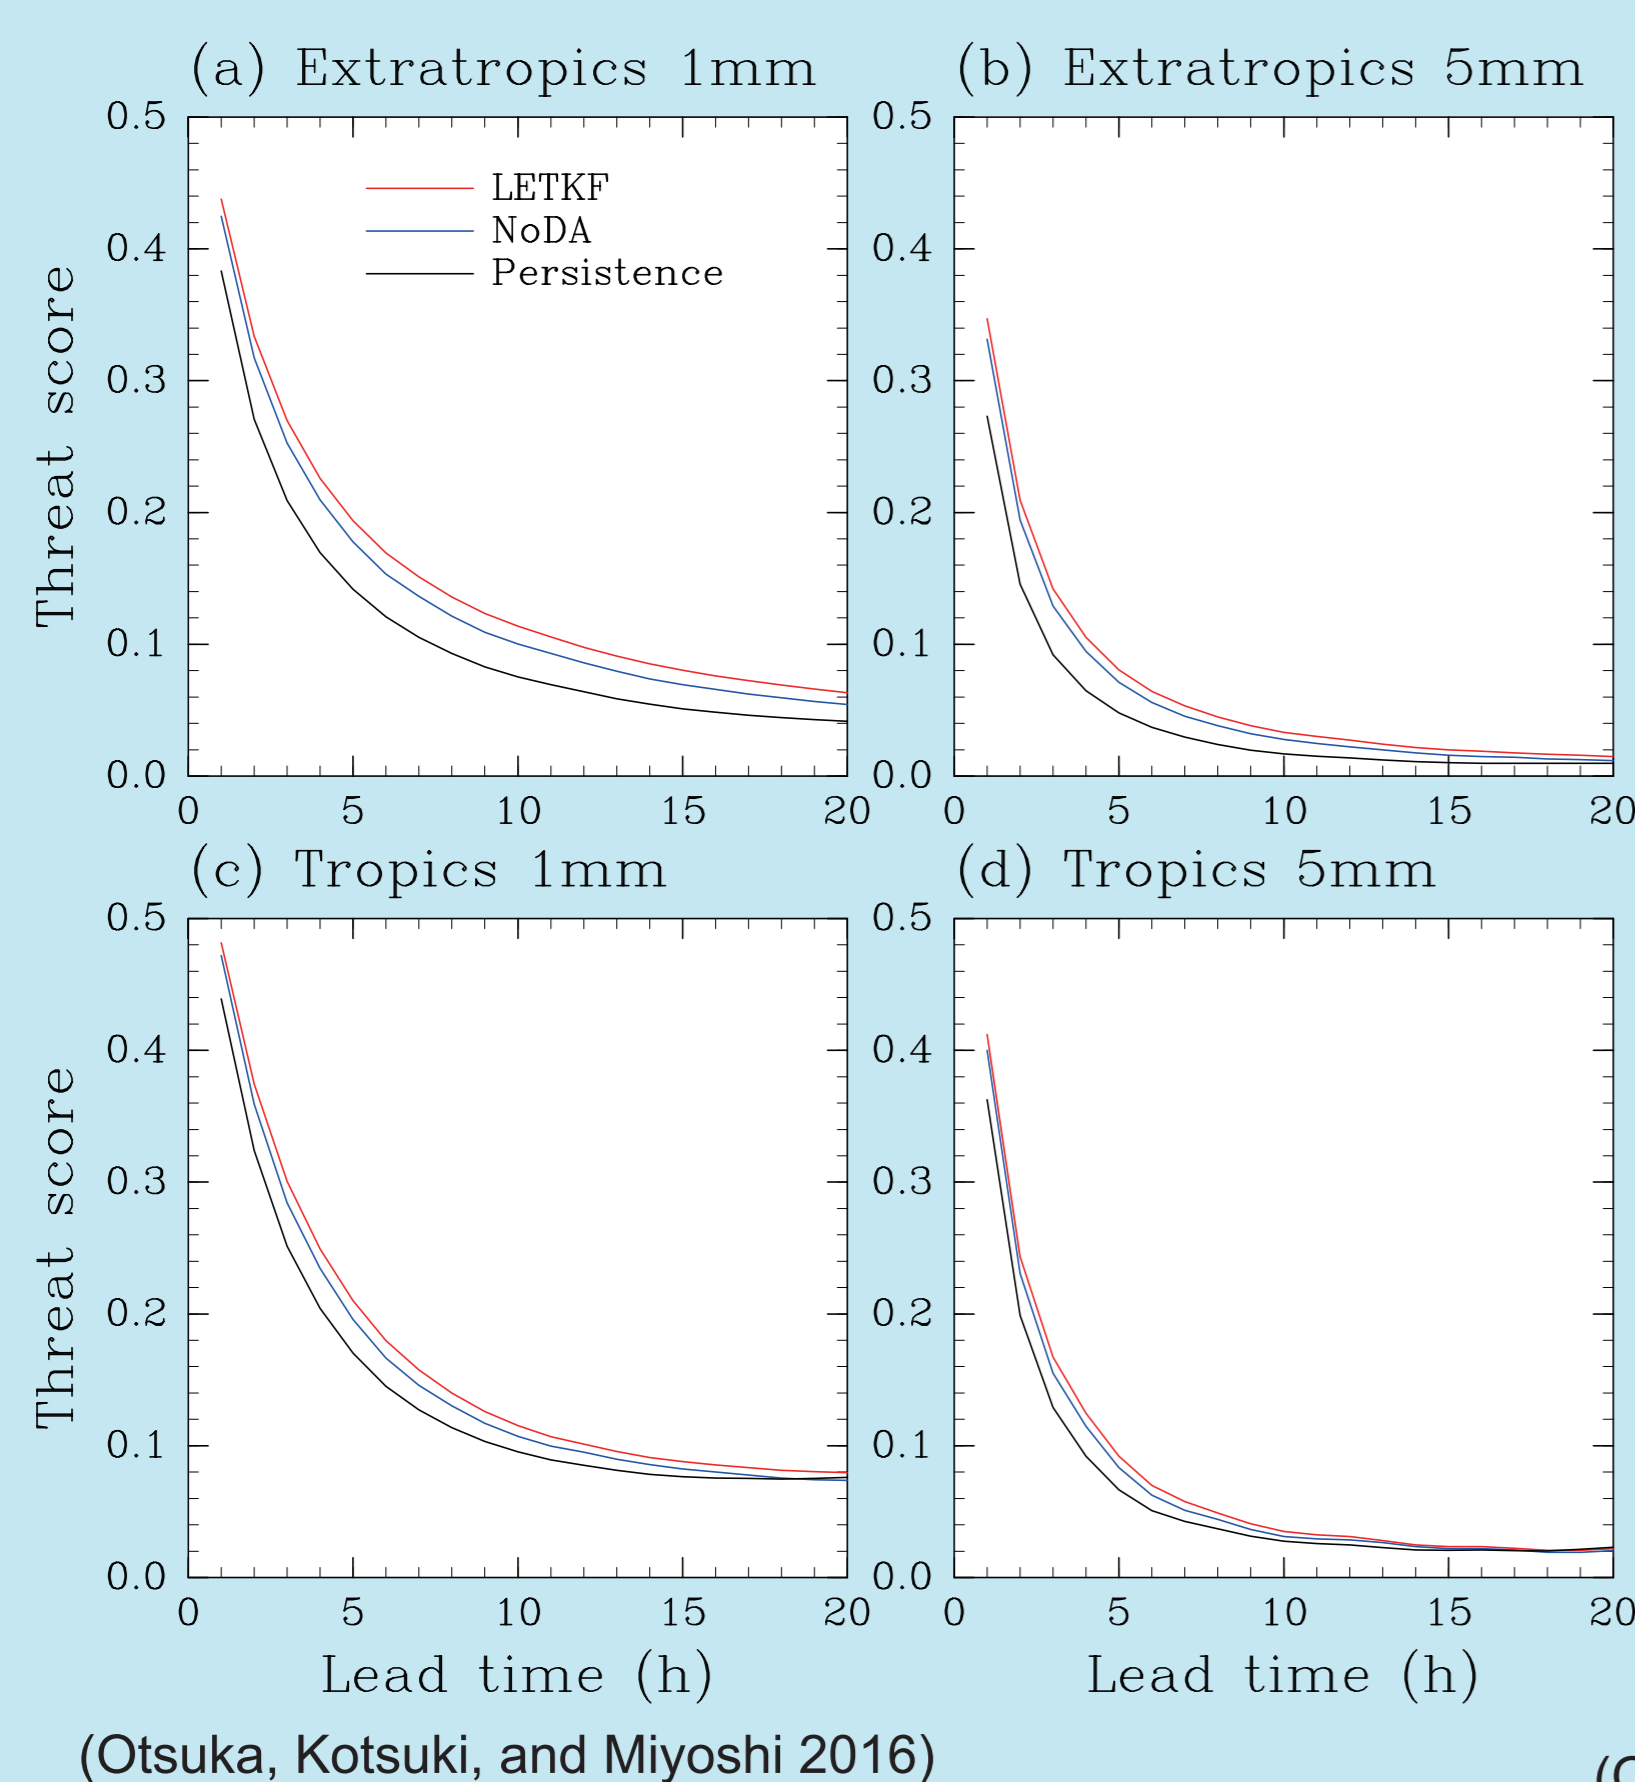 (a) Extratropics 1mm
(b) Extratropics 5mm
0.5
0.4
0.3
0.2
0.1
0.0
Threat score
LETKF
NoDA
Persistence
0 5 10 15 20
0.5
0.4
0.3
0.2
0.1
0.0
0 5 10 15 20
(c) Tropics 1mm
(d) Tropics 5mm
0.5
0.4
0.3
0.2
0.1
0.0
Threat score
0 5 10 15 20
Lead time (h)
0.5
0.4
0.3
0.2
0.1
0.0
0 5 10 15 20
Lead time (h)
(Otsuka, Kotsuki, and Miyoshi 2016)